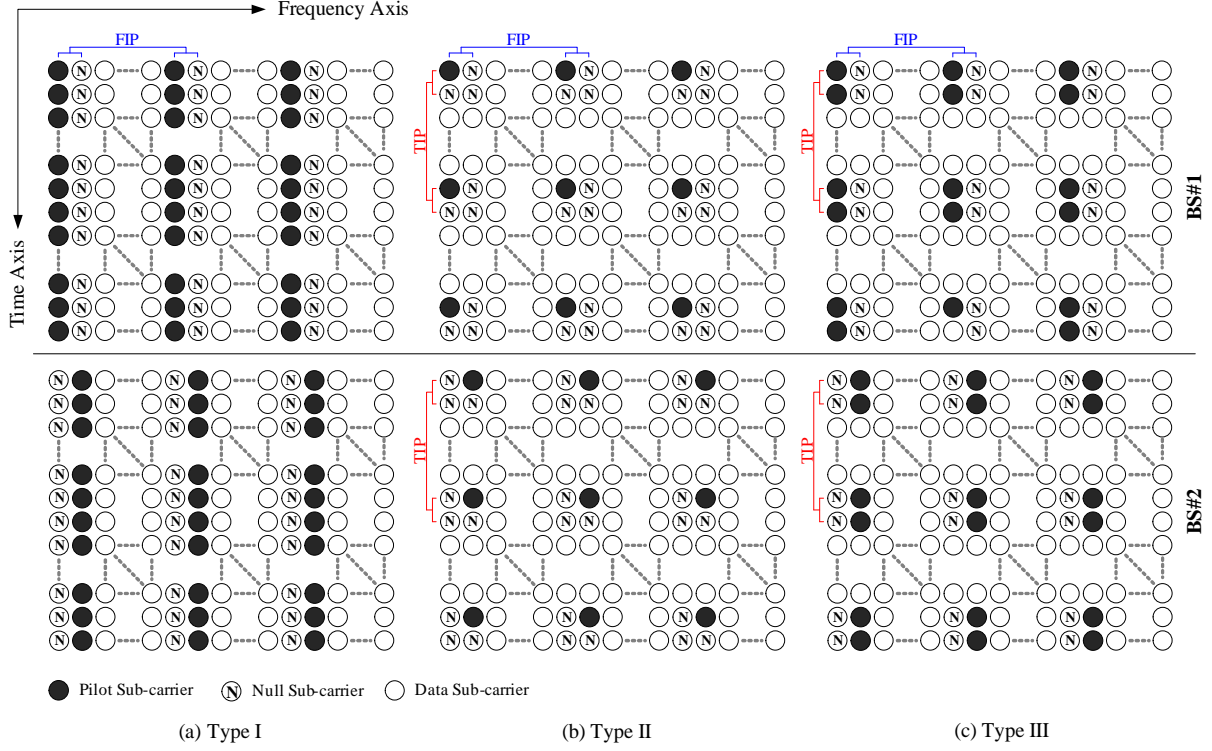 Frequency Axis
Time Axis
FIP FIP FIP
TIP TIP
N N N N N N N N N
N N N N N N N N N N N N
N N N
N N N
N N N N N N N N N
N N N N N N N N N N N N
N N N
N N N
N N N N N N N N N
N N N N N N N N N N N N
BS#1
TIP TIP
N N N N N N N N N
N N N N N N N N N N N N
N N N
N N N
N N N N N N N N N
N N N N N N N N N N N N
N N N
N N N
N N N N N N N N N
N N N N N N N N N N N N
BS#2
Pilot Sub-carrier N Null Sub-carrier Data Sub-carrier
(a) Type I (b) Type II (c) Type III